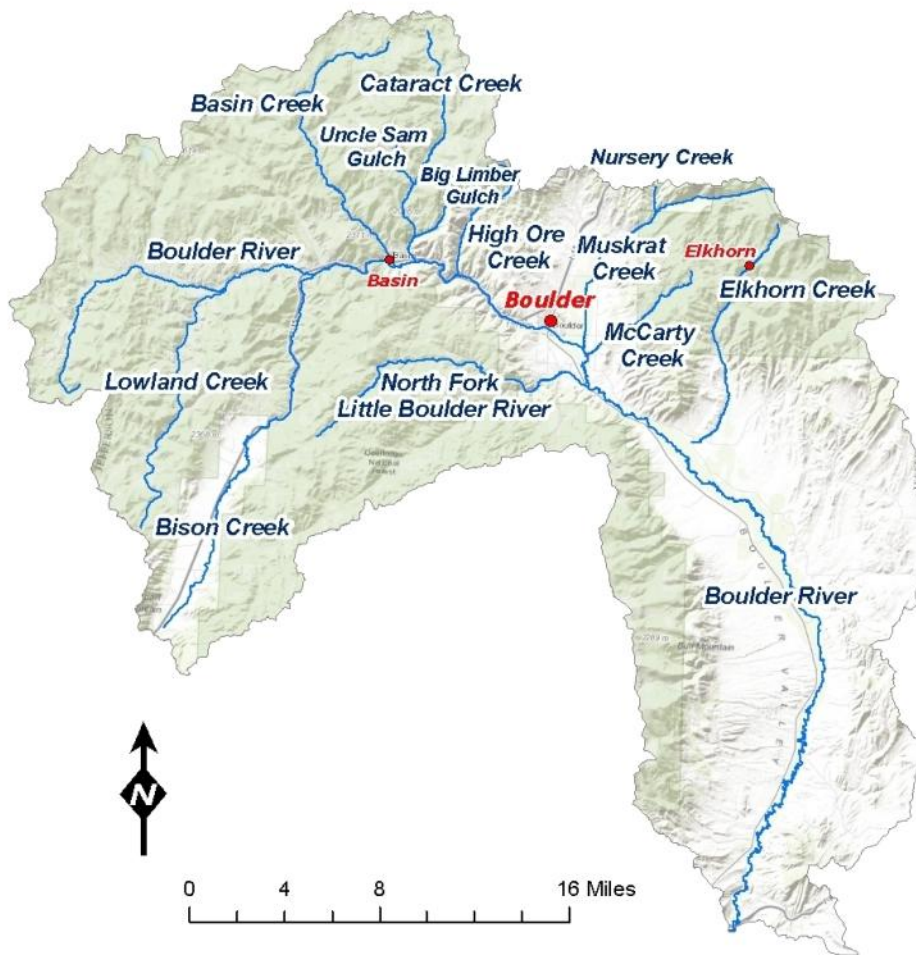 Cataract Creek
Basin Creek
Uncle Sam
Gulch
Nursery Creek
Big Limber
Gulch
High Ore
Creek
Boulder River
Muskrat
Creek
Elkhorn
Basin
Elkhorn Creek
Boulder
McCarty
Creek
Lowland Creek
North Fork
Little Boulder River
Bison Creek
Boulder River
BOULDER VALLEY
N
0 4 8 16 Miles